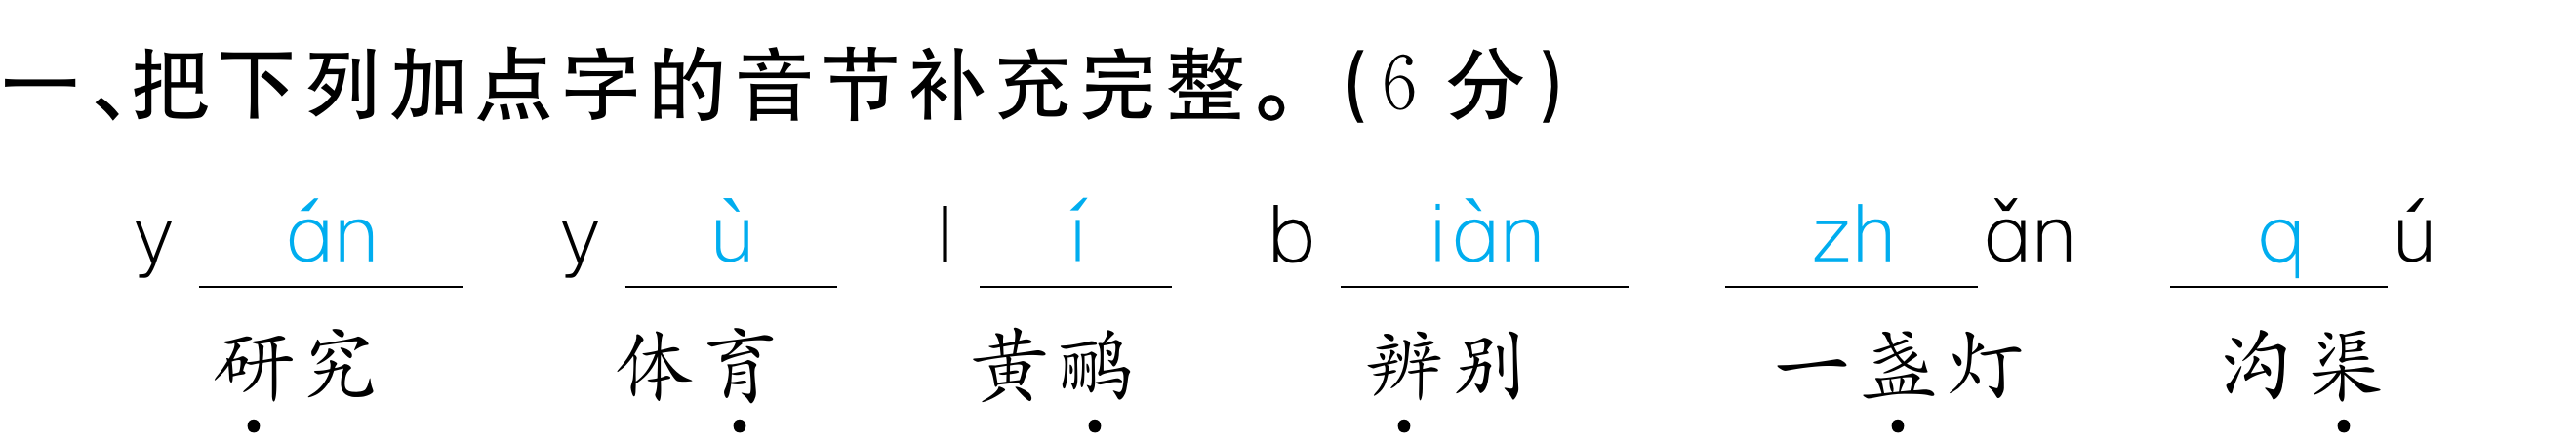 一、把下列加点字的音节补充完整。(6 分)
y án y ù l í b iàn zh ǎn q ú
研究 体育 黄鹂 辨别 一盏灯 沟渠